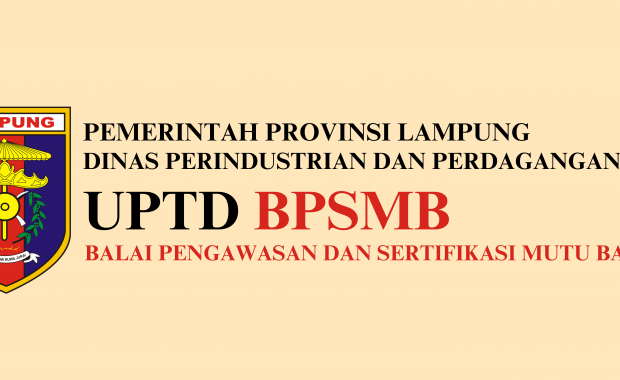 PUNG
PEMERINTAH PROVINSI LAMPUNG
DINAS PERINDUSTRIAN DAN PERDAGANGAN
UPTD BPSMB
BALAI PENGAWASAN DAN SERTIFIKASI MUTU BA